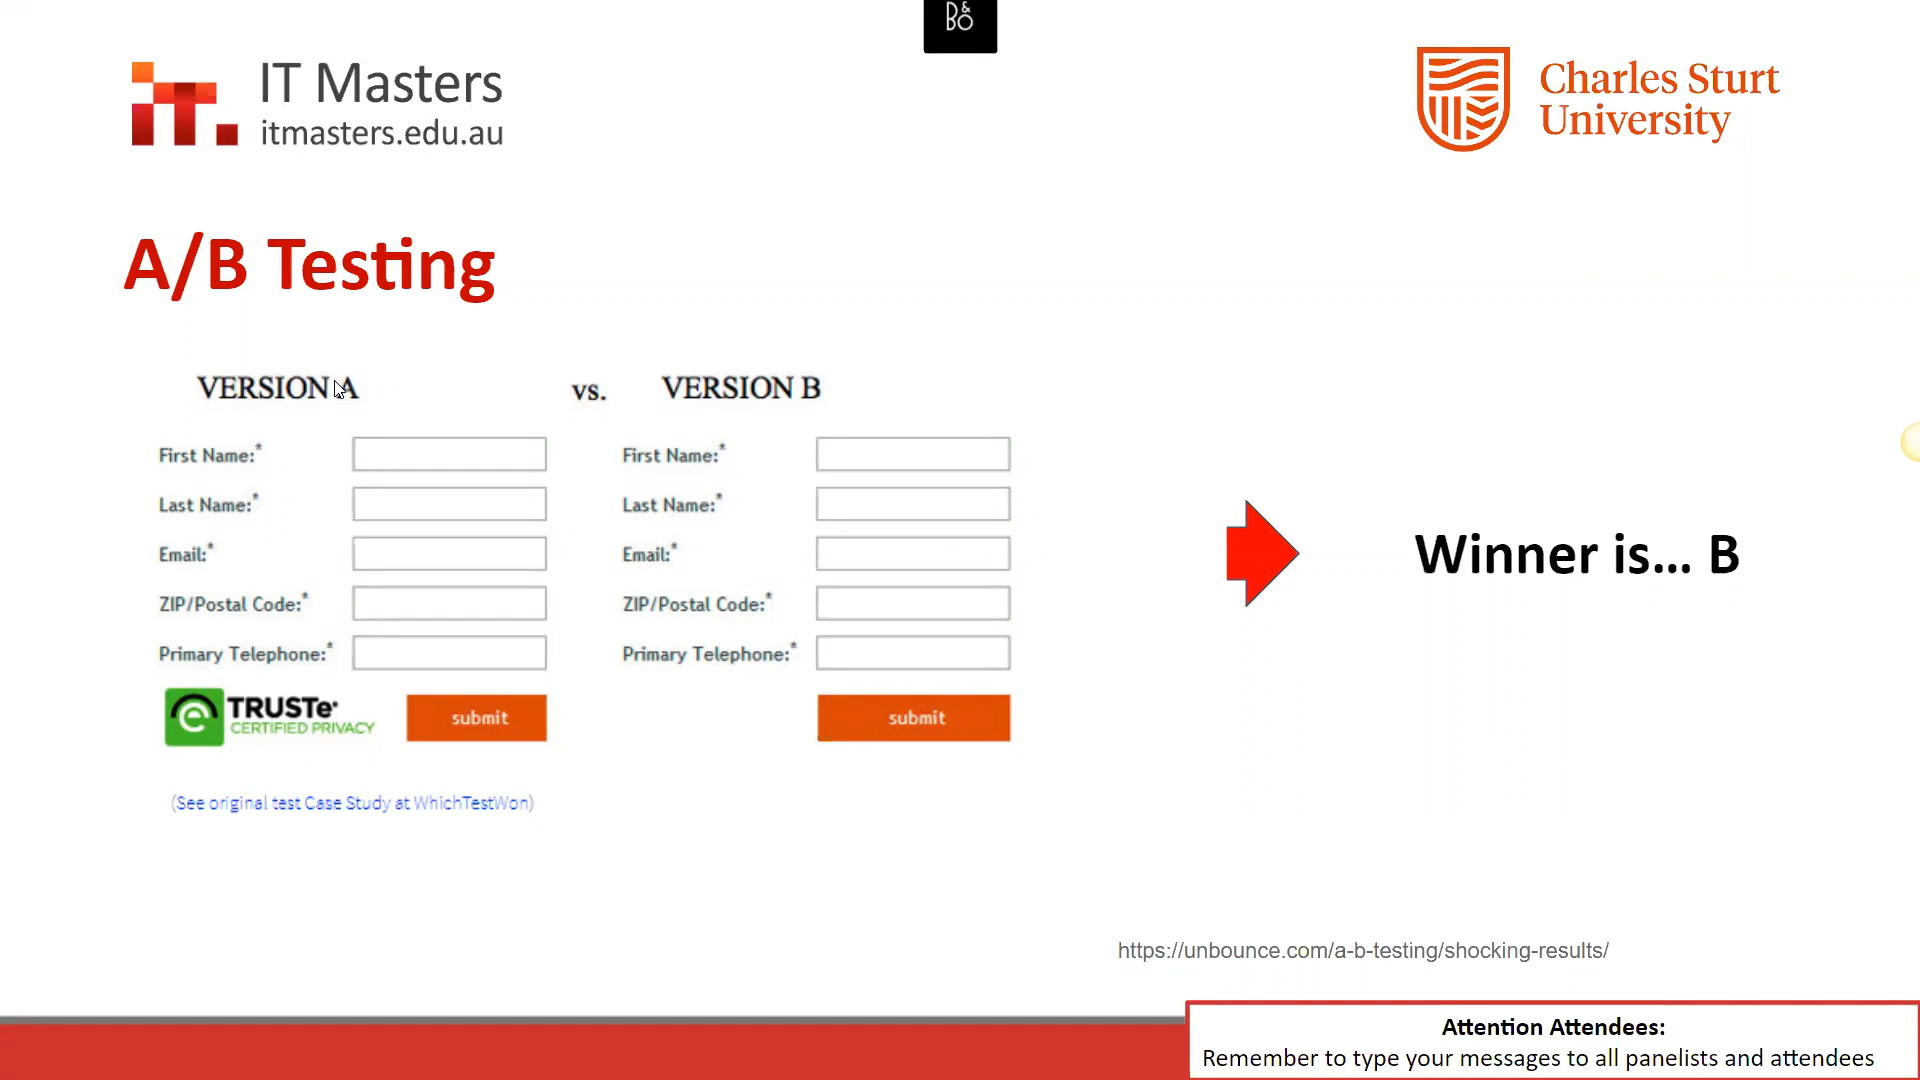 B&O
IT Masters
itmasters.edu.au
Charles Sturt
University
A/B Testing
VERSION A vs. VERSION B
First Name:* First Name:*
Last Name:* Last Name:*
Email:* Email:*
ZIP/Postal Code:* ZIP/Postal Code:*
Primary Telephone:* Primary Telephone:*
TRUSTe
CERTIFIED PRIVACY
submit submit
(See original test Case Study at WhichTestWon)
Winner is... B
https://unbounce.com/a-b-testing/shocking-results/
Attention Attendees:
Remember to type your messages to all panelists and attendees